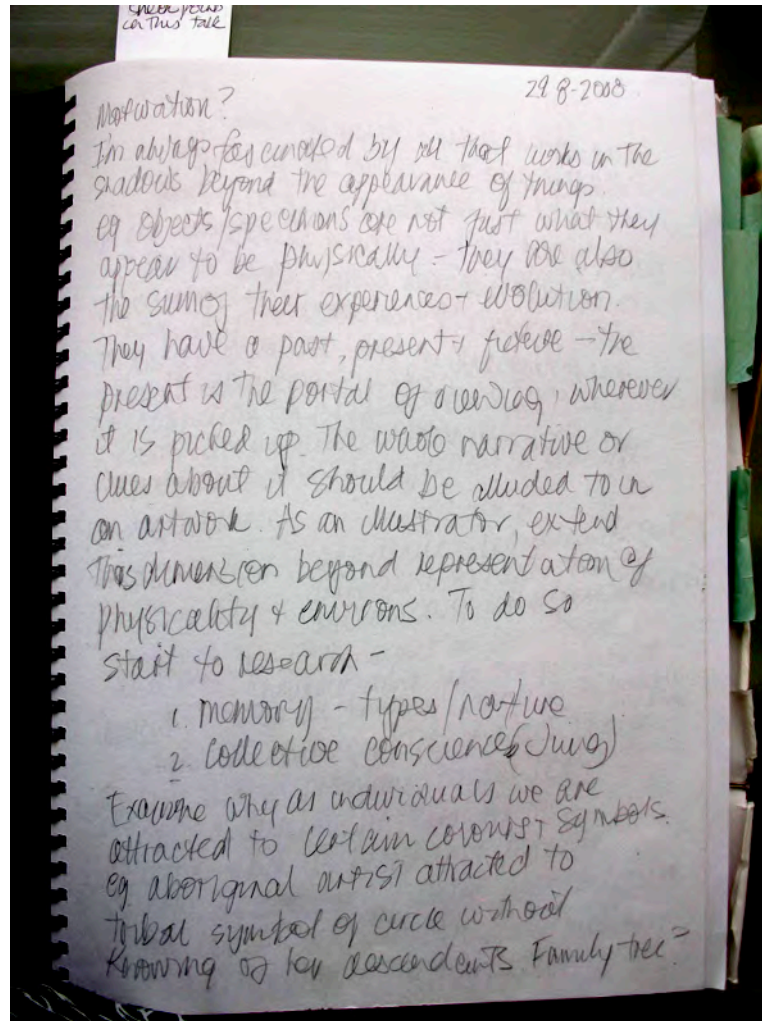 on this talk
29 8-2008
Motivation?
I'm always fascinated by all that works in the
shadows beyond the appearance of things.
eg objects/specimens are not just what they
appear to be physically - they are also
the sum of their experiences + evolution.
They have a past, present + future - the
present is the portal of viewing, wherever
it is picked up. The whole narrative or
clues about it should be alluded to in
an artwork. As an illustrator, extend
this dimension beyond representation of
physicality + environs. To do so
start to research -
1. memory - types/nature
2. collective conscience (Jung)
Examine why as individuals we are
attracted to certain colours + symbols.
eg aboriginal artist attracted to
tribal symbol of circle without
knowing of her descendents Family tree?